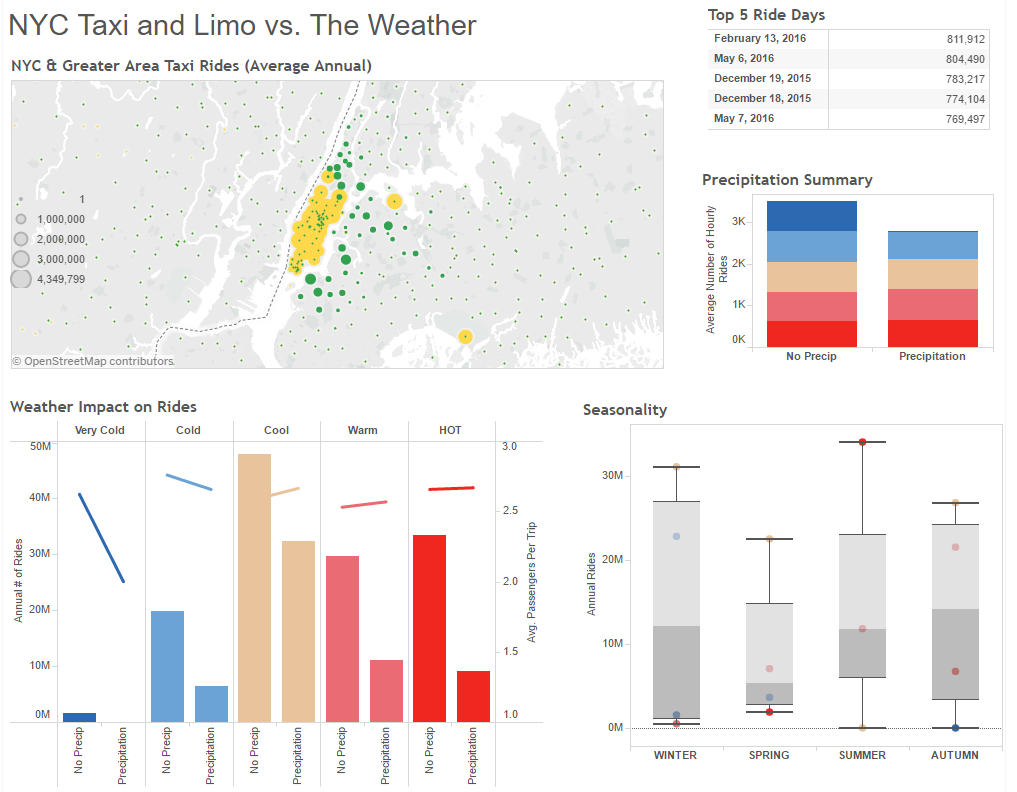 NYC Taxi and Limo vs. The Weather
NYC & Greater Area Taxi Rides (Average Annual)
1
1,000,000
2,000,000
3,000,000
4,349,799
© OpenStreetMap contributors
Top 5 Ride Days
February 13, 2016 811,912
May 6, 2016 804,490
December 19, 2015 783,217
December 18, 2015 774,104
May 7, 2016 769,497
Precipitation Summary
Average Number of Hourly
Rides
3K
2K
1K
0K
No Precip Precipitation
Weather Impact on Rides
Very Cold Cold Cool Warm HOT
Annual # of Rides
50M
40M
30M
20M
10M
0M
3.0
2.5
2.0
1.5
1.0
Avg. Passengers Per Trip
No Precip Precipitation No Precip Precipitation No Precip Precipitation No Precip Precipitation No Precip Precipitation
Seasonality
Annual Rides
30M
20M
10M
0M
WINTER SPRING SUMMER AUTUMN